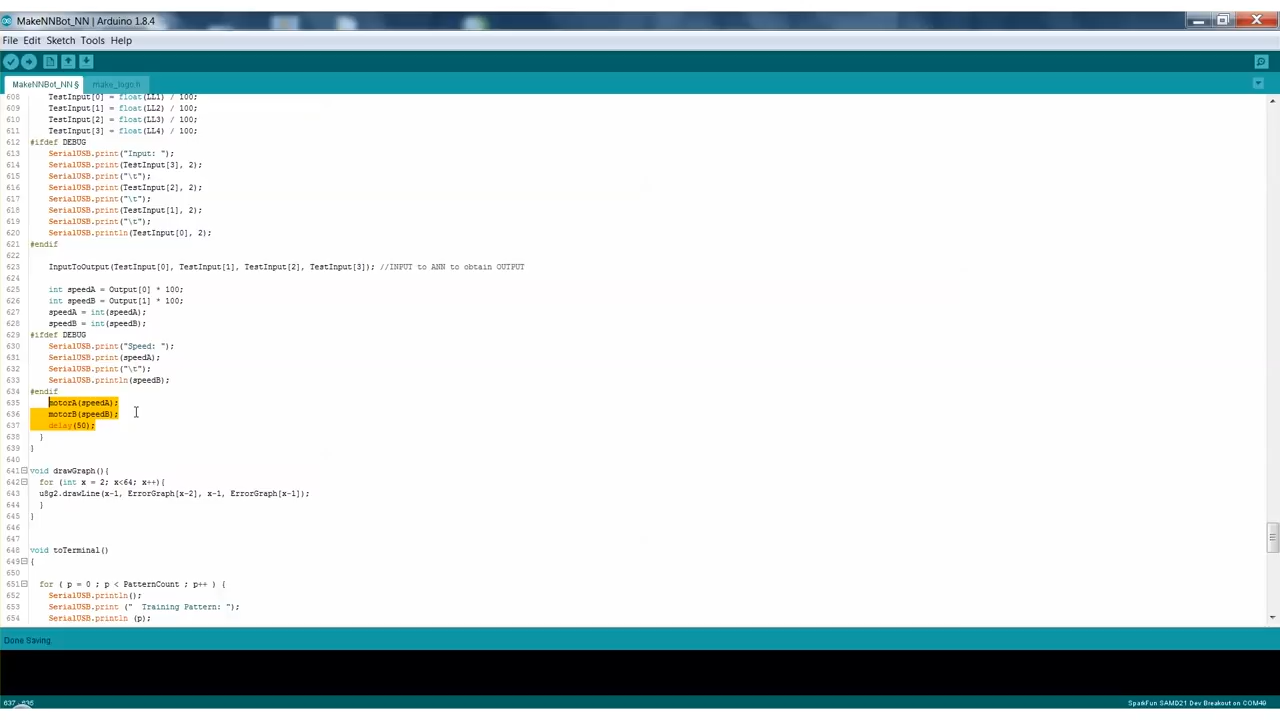 MakeNNBot_NN | Arduino 1.8.4
File Edit Sketch Tools Help
MakeNNBot_NN § make_logo.h
608 TestInput[0] = float(LL1) / 100;
609 TestInput[1] = float(LL2) / 100;
610 TestInput[2] = float(LL3) / 100;
611 TestInput[3] = float(LL4) / 100;
612 #ifdef DEBUG
613 SerialUSB.print("Input: ");
614 SerialUSB.print(TestInput[3], 2);
615 SerialUSB.print("\t");
616 SerialUSB.print(TestInput[2], 2);
617 SerialUSB.print("\t");
618 SerialUSB.print(TestInput[1], 2);
619 SerialUSB.print("\t");
620 SerialUSB.println(TestInput[0], 2);
621 #endif
622
623 InputToOutput(TestInput[0], TestInput[1], TestInput[2], TestInput[3]); //INPUT to ANN to obtain OUTPUT
624
625 int speedA = Output[0] * 100;
626 int speedB = Output[1] * 100;
627 speedA = int(speedA);
628 speedB = int(speedB);
629 #ifdef DEBUG
630 SerialUSB.print("Speed: ");
631 SerialUSB.print(speedA);
632 SerialUSB.print("\t");
633 SerialUSB.println(speedB);
634 #endif
635 motorA(speedA);
636 motorB(speedB);
637 delay(50);
638 }
639 }
640
641 void drawGraph(){
642 for (int x = 2; x<64; x++){
643 u8g2.drawLine(x-1, ErrorGraph[x-2], x-1, ErrorGraph[x-1]);
644 }
645 }
646
647
648 void toTerminal()
649 {
650
651 for ( p = 0 ; p < PatternCount ; p++ ) {
652 SerialUSB.println();
653 SerialUSB.print (" Training Pattern: ");
654 SerialUSB.println (p);
Done Saving.
SparkFun SAMD21 Dev Breakout on COM49